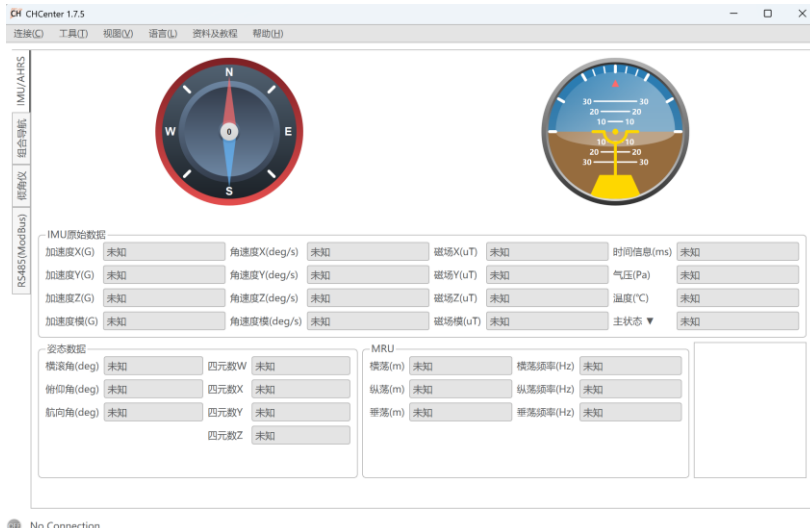 CH CHCenter 1.7.5
连接(C) 工具(T) 视图(V) 语言(L) 资料及教程 帮助(H)
IMU/AHRS
组合导航
倾角仪
RS485(ModBus)
N
W 0 E
S
30 30
20 20
10 10
10 10
20 20
30 30
IMU原始数据
加速度X(G) 未知 角速度X(deg/s) 未知 磁场X(uT) 未知 时间信息(ms) 未知
加速度Y(G) 未知 角速度Y(deg/s) 未知 磁场Y(uT) 未知 气压(Pa) 未知
加速度Z(G) 未知 角速度Z(deg/s) 未知 磁场Z(uT) 未知 温度(℃) 未知
加速度模(G) 未知 角速度模(deg/s) 未知 磁场模(uT) 未知 主状态 ▼ 未知
姿态数据
横滚角(deg) 未知 四元数W 未知
俯仰角(deg) 未知 四元数X 未知
航向角(deg) 未知 四元数Y 未知
四元数Z 未知
MRU
横荡(m) 未知 横荡频率(Hz) 未知
纵荡(m) 未知 纵荡频率(Hz) 未知
垂荡(m) 未知 垂荡频率(Hz) 未知
No Connection